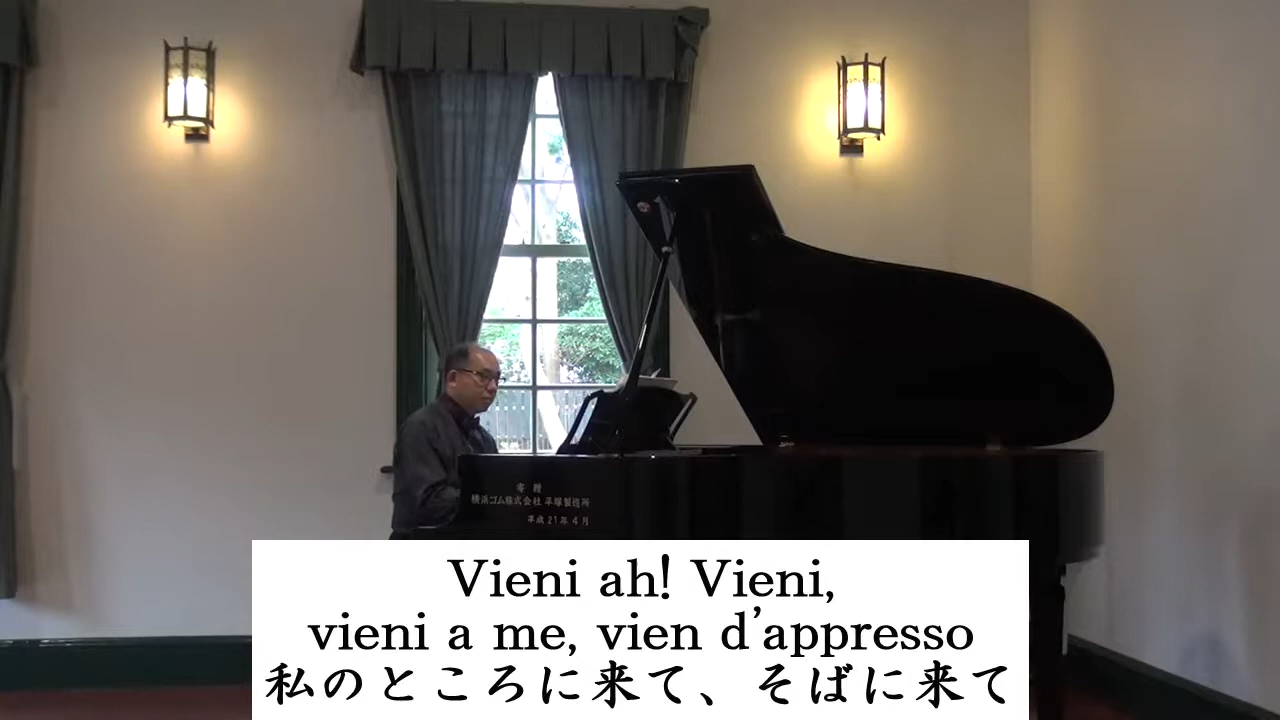 寄贈
横浜ゴム株式会社 平塚製造所
平成21年4月
Vieni ah! Vieni,
vieni a me, vien d’appresso
私のところに来て、そばに来て